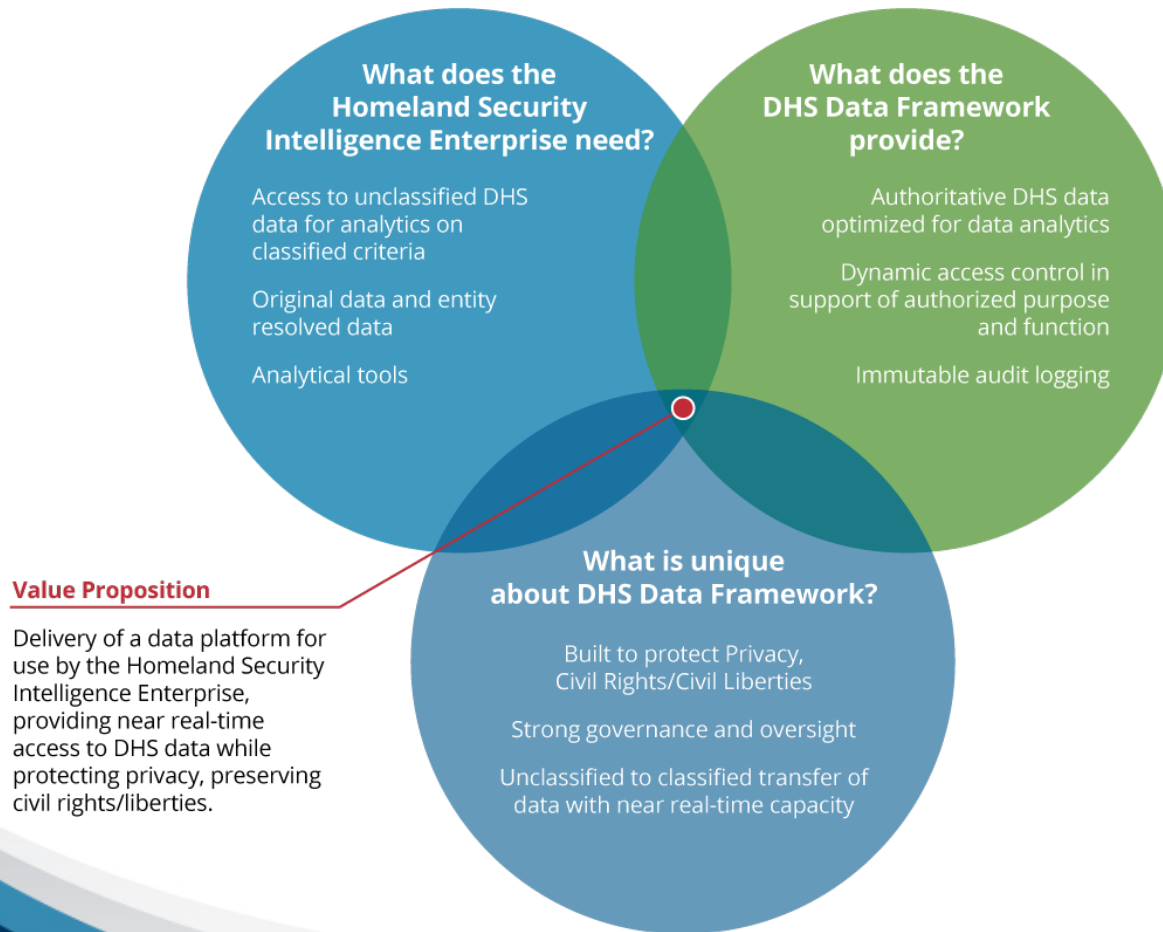 What does the
Homeland Security
Intelligence Enterprise need?
Access to unclassified DHS
data for analytics on
classified criteria
Original data and entity
resolved data
Analytical tools
What does the
DHS Data Framework
provide?
Authoritative DHS data
optimized for data analytics
Dynamic access control in
support of authorized purpose
and function
Immutable audit logging
What is unique
about DHS Data Framework?
Built to protect Privacy,
Civil Rights/Civil Liberties
Strong governance and oversight
Unclassified to classified transfer of
data with near real-time capacity
Value Proposition
Delivery of a data platform for
use by the Homeland Security
Intelligence Enterprise,
providing near real-time
access to DHS data while
protecting privacy, preserving
civil rights/liberties.